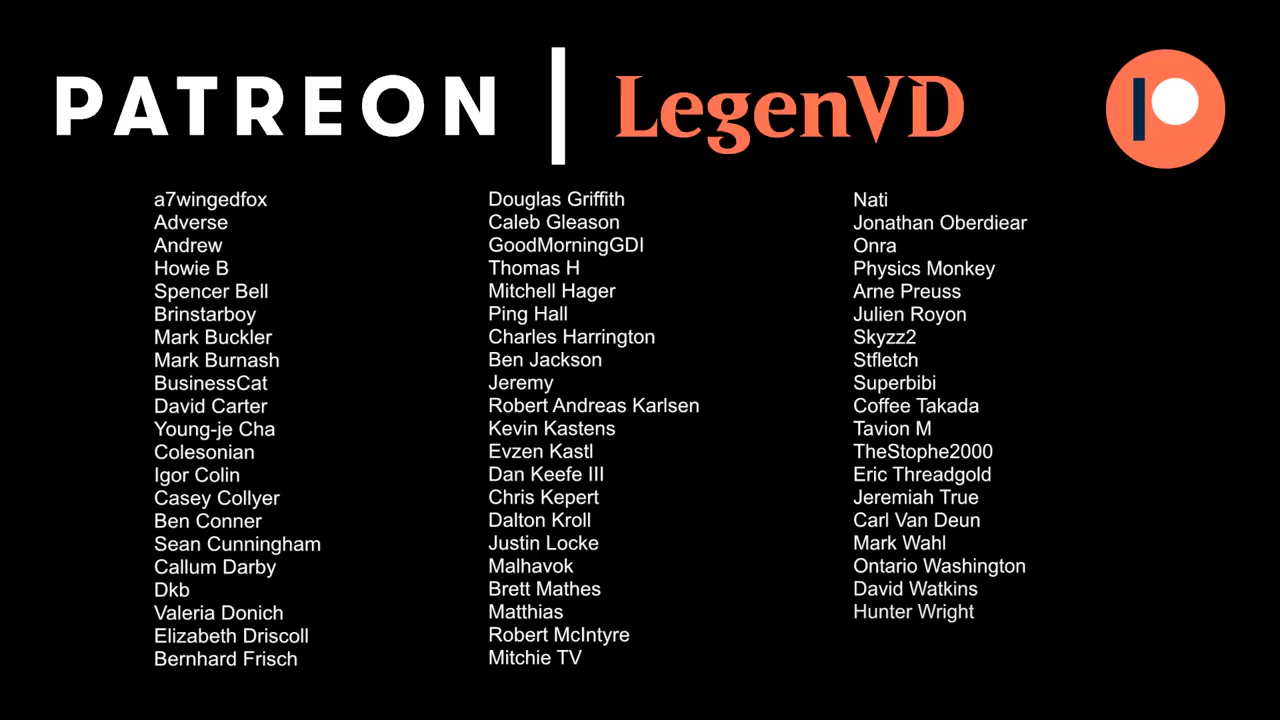 PATREON | LegenVD
a7wingedfox
Adverse
Andrew
Howie B
Spencer Bell
Brinstarboy
Mark Buckler
Mark Burnash
BusinessCat
David Carter
Young-je Cha
Colesonian
Igor Colin
Casey Collyer
Ben Conner
Sean Cunningham
Callum Darby
Dkb
Valeria Donich
Elizabeth Driscoll
Bernhard Frisch
Douglas Griffith
Caleb Gleason
GoodMorningGDI
Thomas H
Mitchell Hager
Ping Hall
Charles Harrington
Ben Jackson
Jeremy
Robert Andreas Karlsen
Kevin Kastens
Evzen Kastl
Dan Keefe III
Chris Kepert
Dalton Kroll
Justin Locke
Malhavok
Brett Mathes
Matthias
Robert McIntyre
Mitchie TV
Nati
Jonathan Oberdiear
Onra
Physics Monkey
Arne Preuss
Julien Royon
Skyzz2
Stfletch
Superbibi
Coffee Takada
Tavion M
TheStophe2000
Eric Threadgold
Jeremiah True
Carl Van Deun
Mark Wahl
Ontario Washington
David Watkins
Hunter Wright